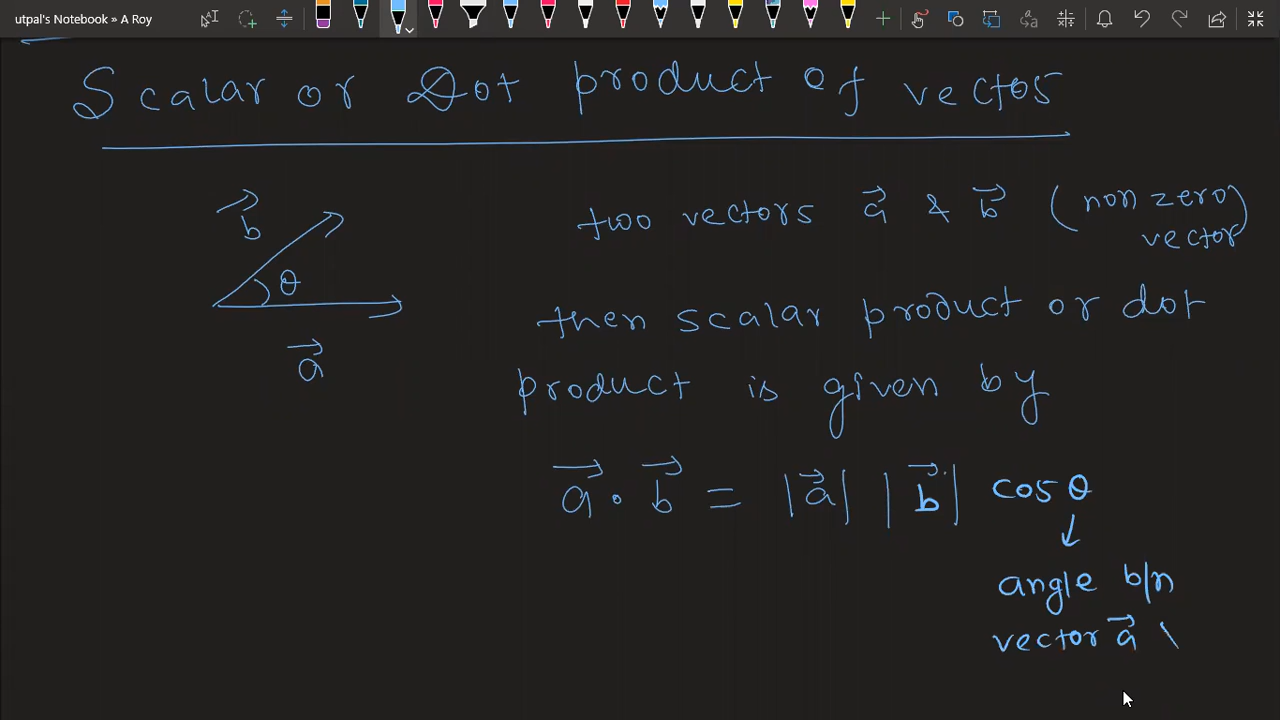 utpal's Notebook » A Roy
Scalar or Dot product of vectos
b⃗
θ
a⃗
two vectors a⃗ & b⃗ (non zero
vector)
then scalar product or dot
product is given by
a⃗ . b⃗ = |a⃗| |b⃗| cos θ
angle b/n
vector a⃗ \